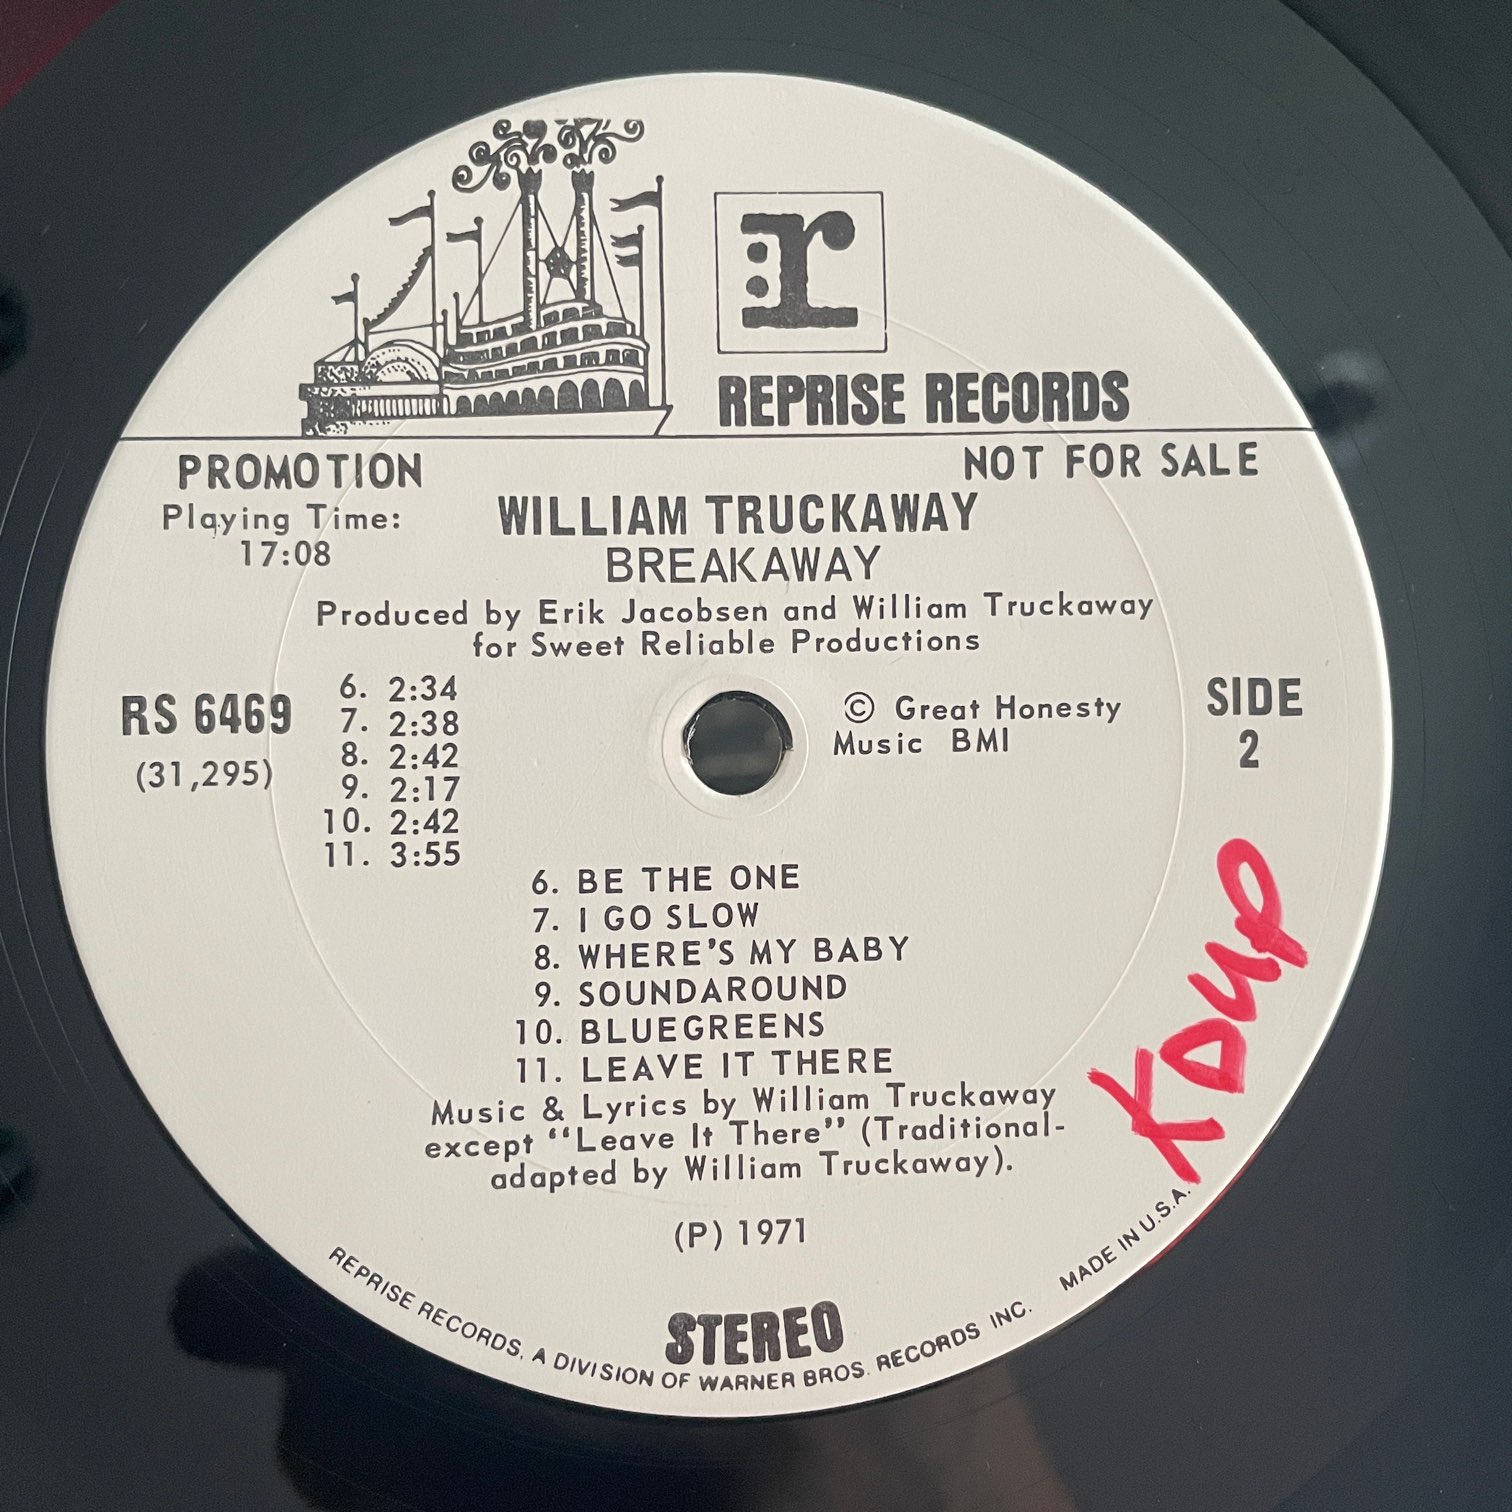 r:
REPRISE RECORDS
PROMOTION
NOT FOR SALE
Playing Time:
17:08
WILLIAM TRUCKAWAY
BREAKAWAY
Produced by Erik Jacobsen and William Truckaway
for Sweet Reliable Productions
RS 6469
(31,295)
6. 2:34
7. 2:38
8. 2:42
9. 2:17
10. 2:42
11. 3:55
© Great Honesty
Music BMI
SIDE
2
6. BE THE ONE
7. I GO SLOW
8. WHERE'S MY BABY
9. SOUNDAROUND
10. BLUEGREENS
11. LEAVE IT THERE
Music & Lyrics by William Truckaway
except "Leave It There" (Traditional-
adapted by William Truckaway).
KDUP
(P) 1971
STEREO
REPRISE RECORDS, A DIVISION OF WARNER BROS. RECORDS INC. MADE IN U.S.A.